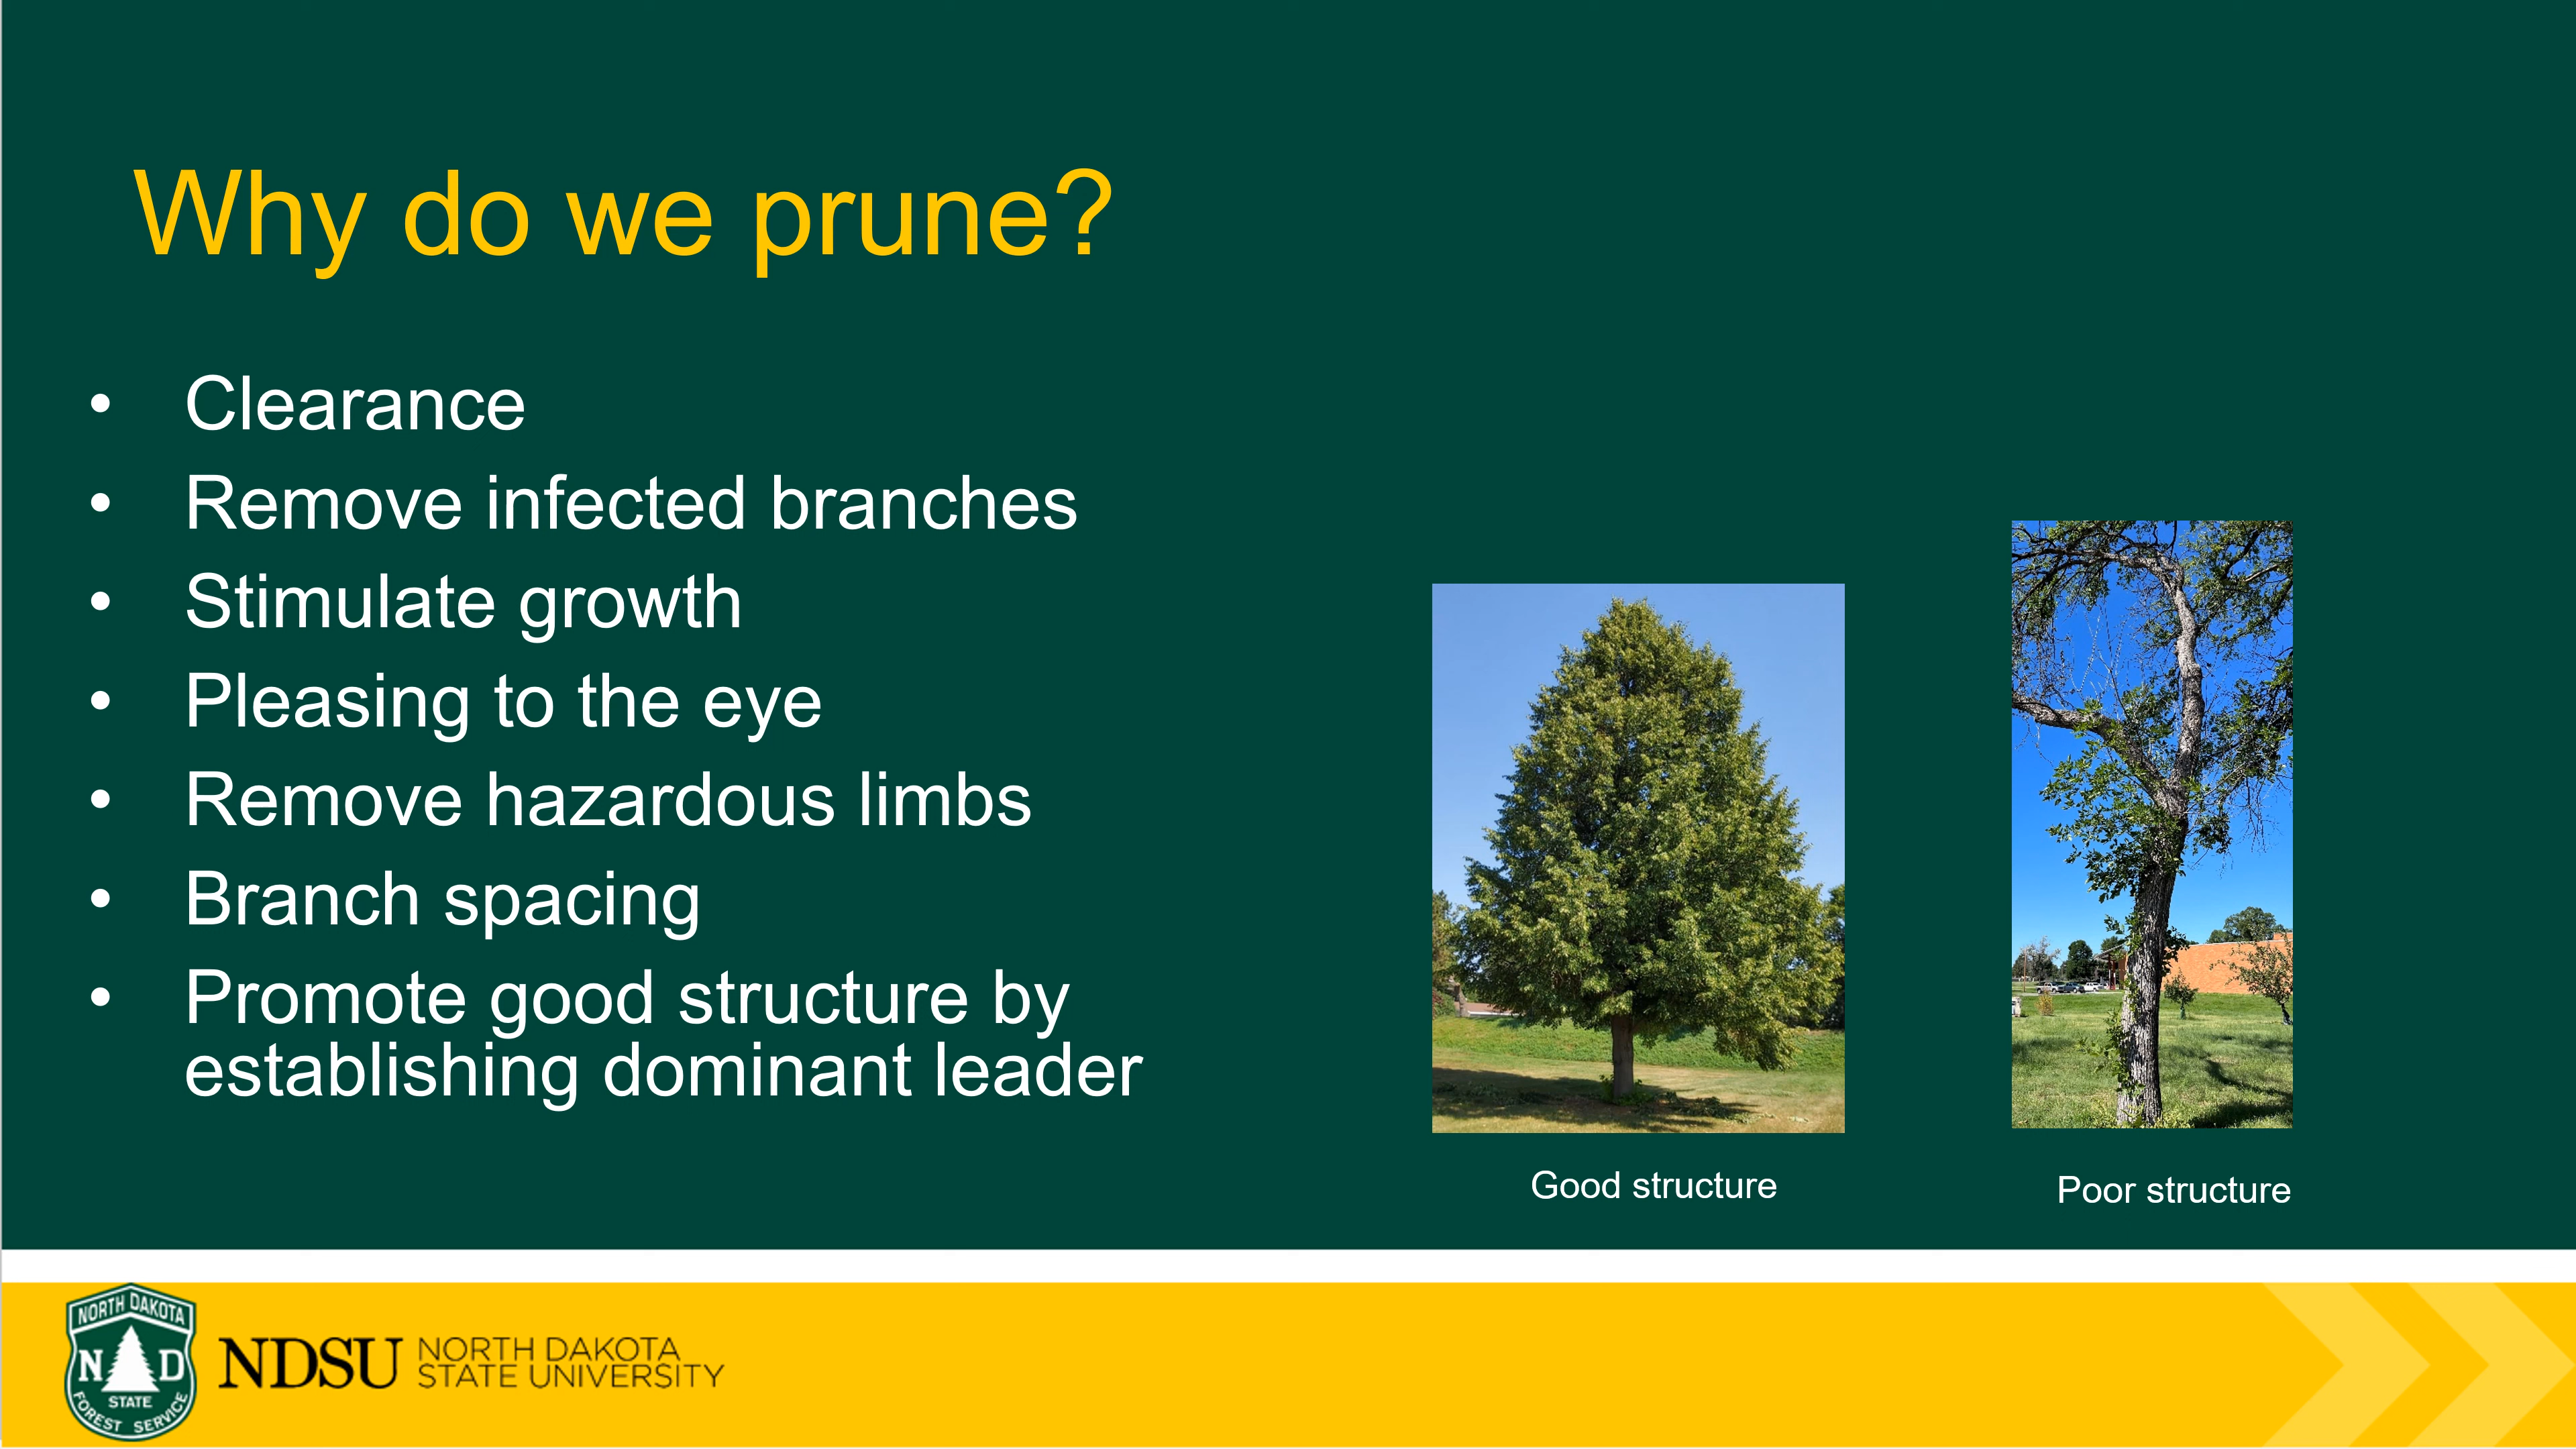 Why do we prune?
• Clearance
• Remove infected branches
• Stimulate growth
• Pleasing to the eye
• Remove hazardous limbs
• Branch spacing
• Promote good structure by
establishing dominant leader
Good structure
Poor structure
NORTH DAKOTA
N D
STATE
FOREST SERVICE
NDSU
NORTH DAKOTA
STATE UNIVERSITY